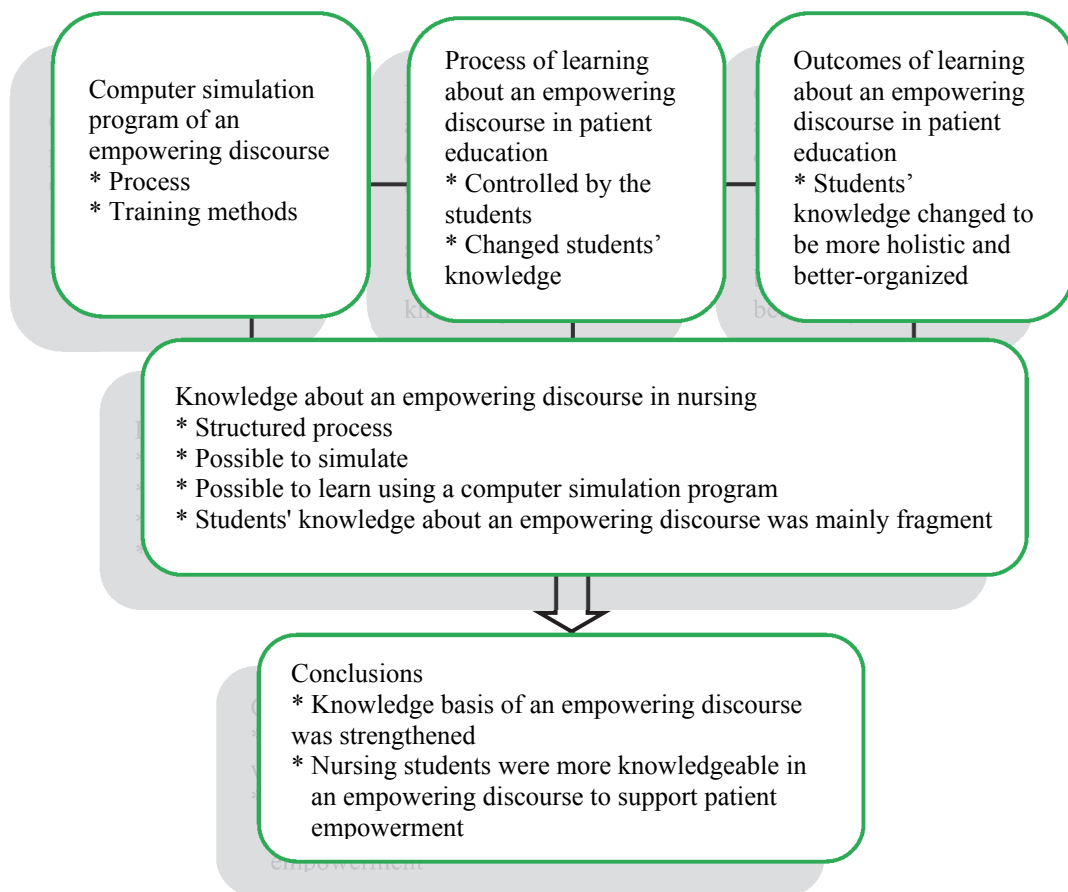 Computer simulation
program of an
empowering discourse
* Process
* Training methods
Process of learning
about an empowering
discourse in patient
education
* Controlled by the
students
* Changed students’
knowledge
Outcomes of learning
about an empowering
discourse in patient
education
* Students’
knowledge changed to
be more holistic and
better-organized
Knowledge about an empowering discourse in nursing
* Structured process
* Possible to simulate
* Possible to learn using a computer simulation program
* Students' knowledge about an empowering discourse was mainly fragment
Conclusions
* Knowledge basis of an empowering discourse
was strengthened
* Nursing students were more knowledgeable in
an empowering discourse to support patient
empowerment
empowerment